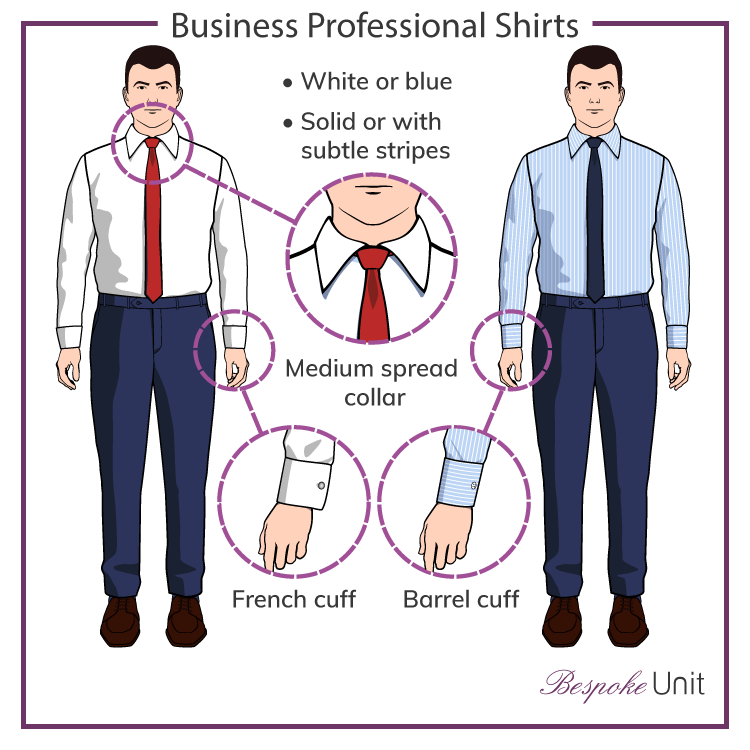 Business Professional Shirts
• White or blue
• Solid or with
subtle stripes
Medium spread
collar
French cuff
Barrel cuff
Bespoke Unit